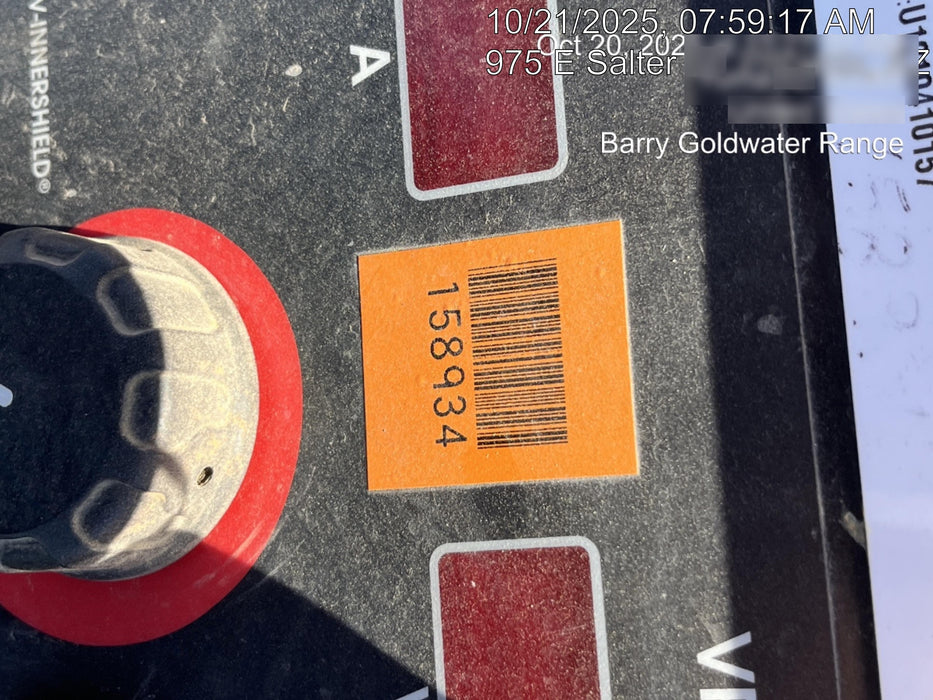 10/21/2025, 07:59:17 AM
Oct 20, 202
975 E Salter
Barry Goldwater Range
V-INNERSHIELD®
A
158934